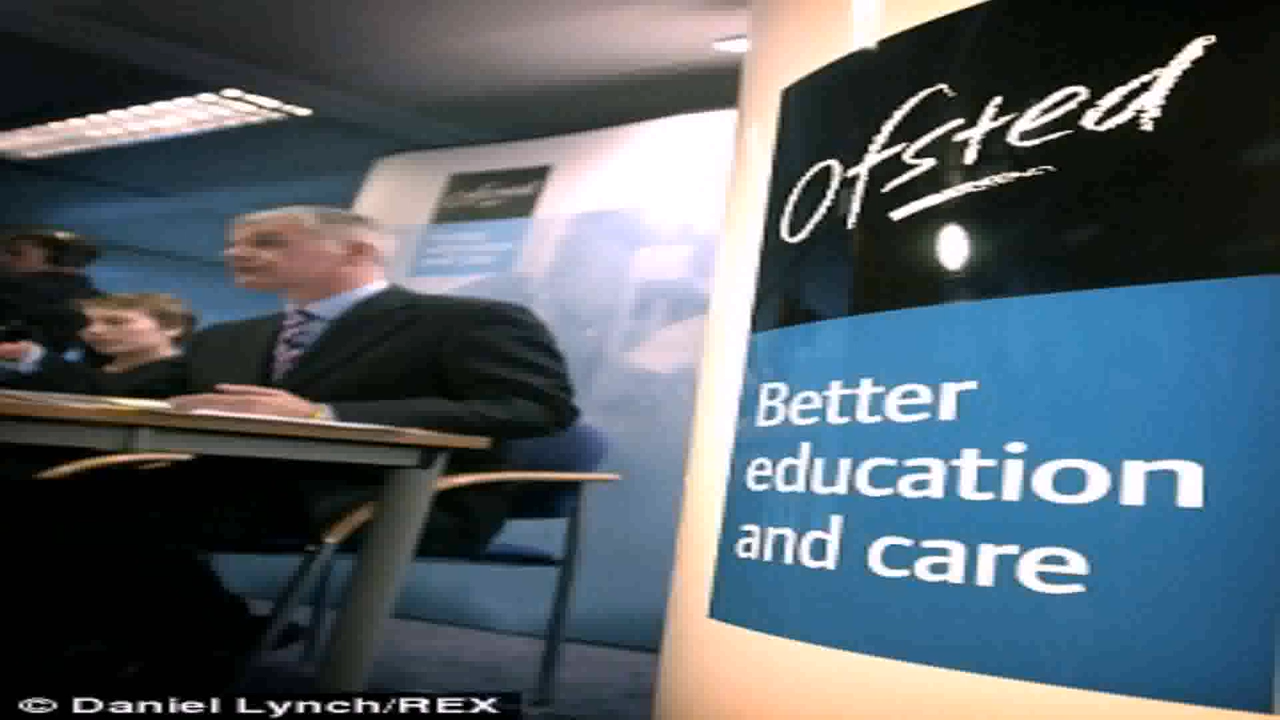 Ofsted
Better
education
and care
© Daniel Lynch/REX